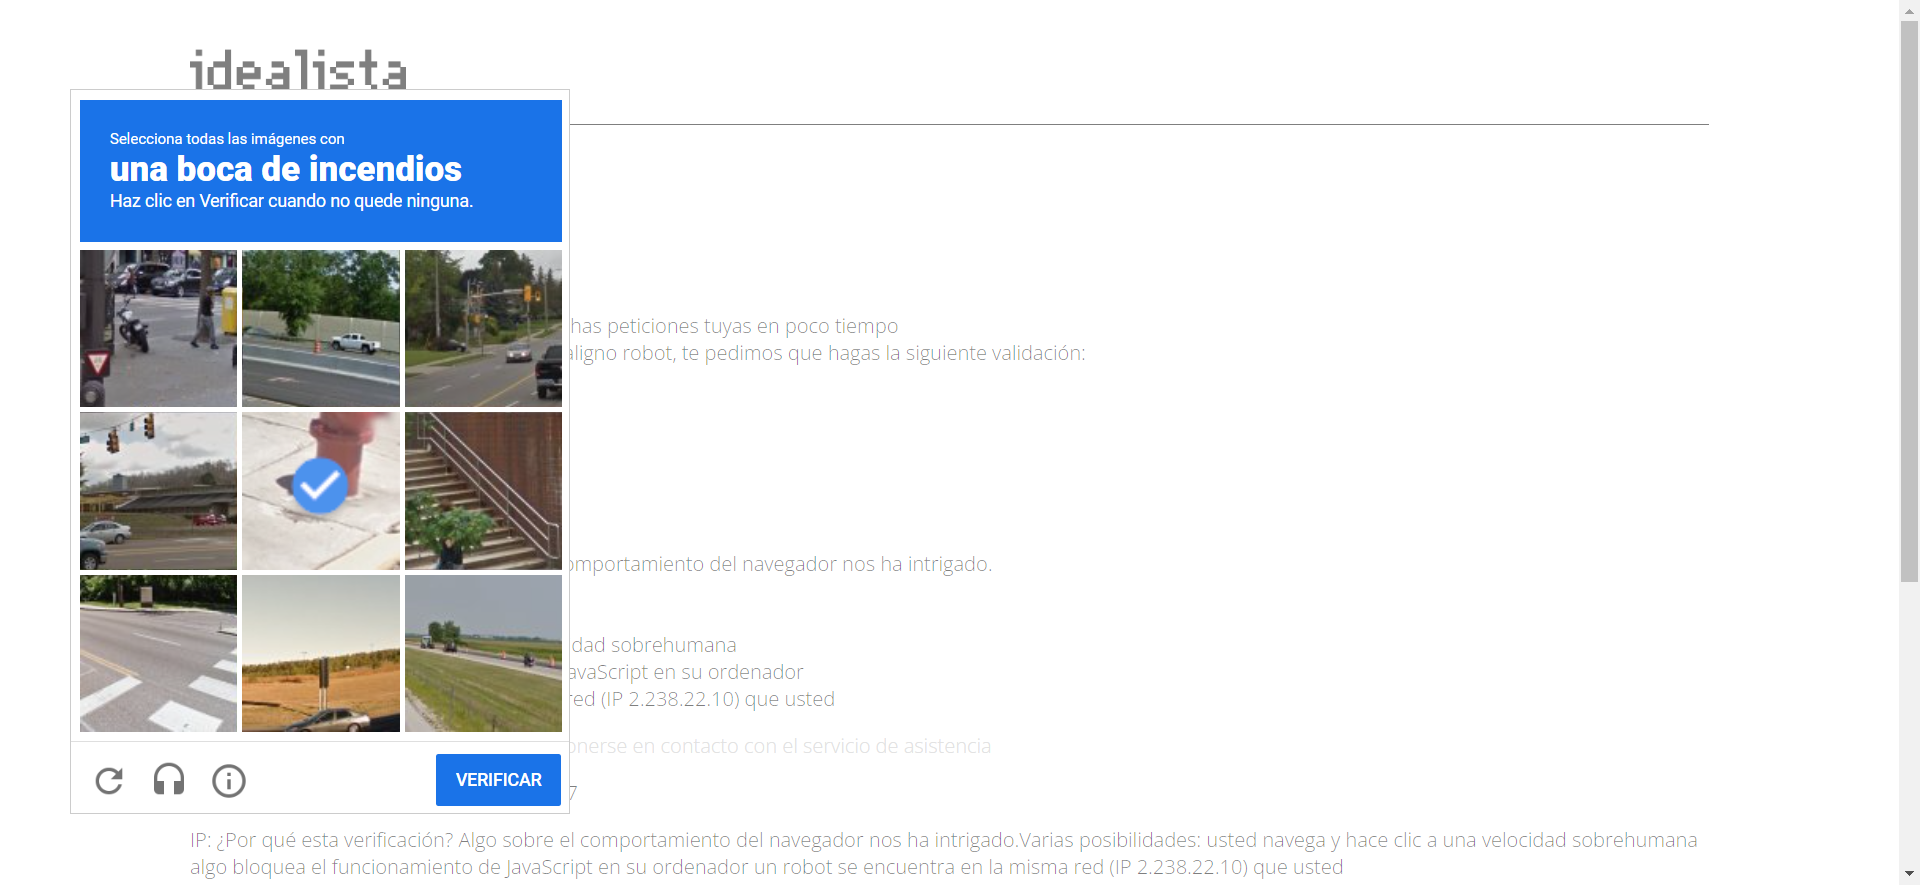 idealista
Selecciona todas las imágenes con
una boca de incendios
Haz clic en Verificar cuando no quede ninguna.
has peticiones tuyas en poco tiempo
aligno robot, te pedimos que hagas la siguiente validación:
omportamiento del navegador nos ha intrigado.
dad sobrehumana
avaScript en su ordenador
red (IP 2.238.22.10) que usted
onerse en contacto con el servicio de asistencia
VERIFICAR
7
IP: ¿Por qué esta verificación? Algo sobre el comportamiento del navegador nos ha intrigado.Varias posibilidades: usted navega y hace clic a una velocidad sobrehumana
algo bloquea el funcionamiento de JavaScript en su ordenador un robot se encuentra en la misma red (IP 2.238.22.10) que usted